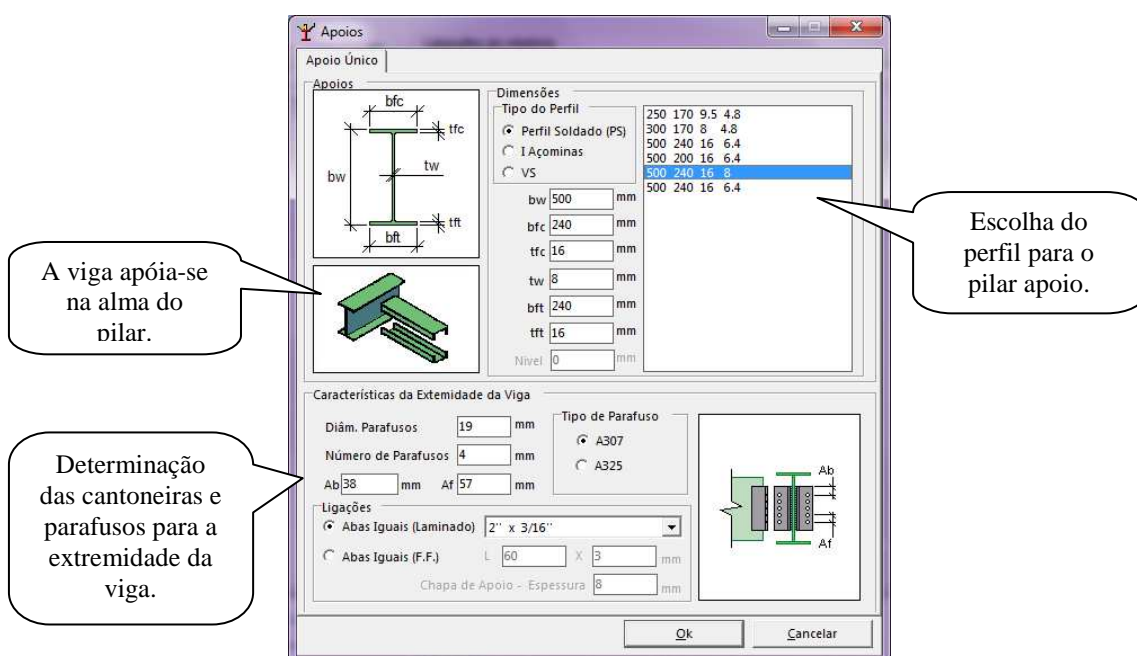 Apoios
Apoio Único
Apoios
bfc
tfc
bw
tw
tft
bft
Dimensões
Tipo do Perfil
Perfil Soldado (PS)
I Açominas
VS
bw 500 mm
bfc 240 mm
tfc 16 mm
tw 8 mm
bft 240 mm
tft 16 mm
Nível 0 mm
250 170 9.5 4.8
300 170 8 4.8
500 240 16 6.4
500 200 16 6.4
500 240 16 8
500 240 16 6.4
A viga apóia-se
na alma do
pilar.
Escolha do
perfil para o
pilar apoio.
Características da Extemidade da Viga
Diâm. Parafusos 19 mm
Número de Parafusos 4 mm
Ab 38 mm Af 57 mm
Tipo de Parafuso
A307
A325
Ligações
Abas Iguais (Laminado) 2'' x 3/16''
Abas Iguais (F.F.) L 60 X 3 mm
Chapa de Apoio - Espessura 8 mm
Ab
Af
Determinação
das cantoneiras e
parafusos para a
extremidade da
viga.
Ok Cancelar